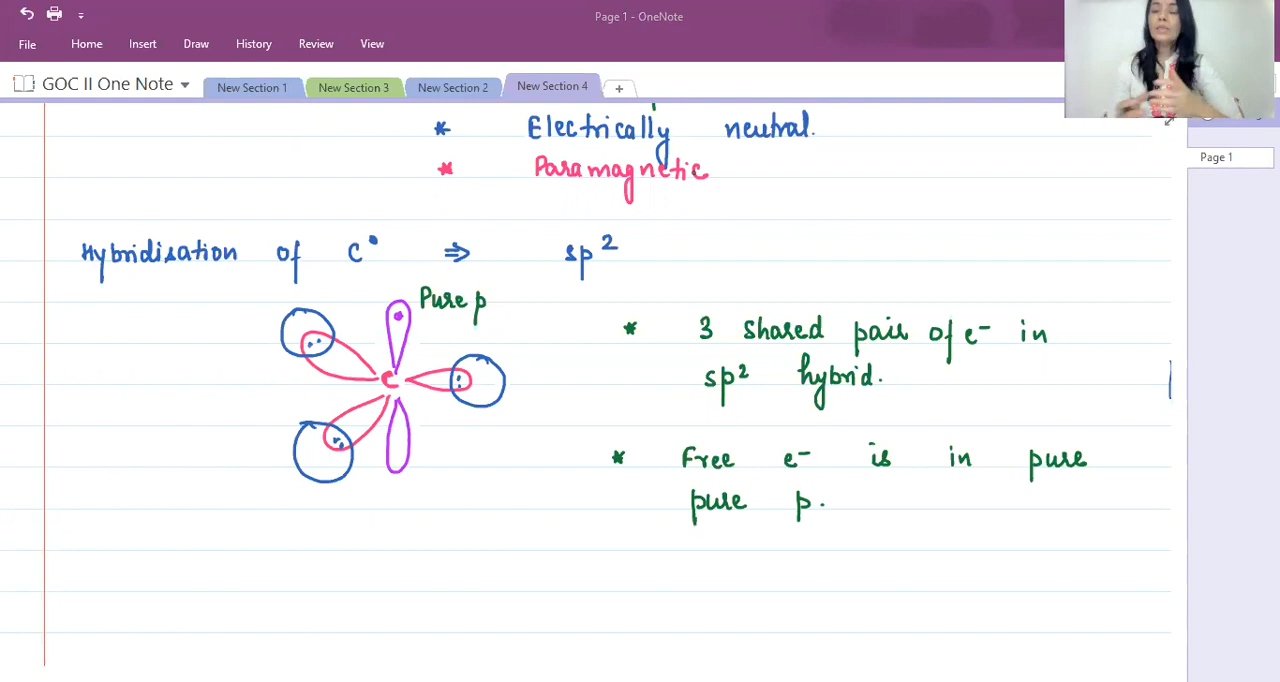 Page 1 - OneNote
File Home Insert Draw History Review View
GOC II One Note New Section 1 New Section 3 New Section 2 New Section 4 +
Page 1
* Electrically neutral.
* Paramagnetic
Hybridisation of C• ⇒ sp²
Pure p
C
* 3 shared pair of e⁻ in
sp² hybrid.
* Free e⁻ is in pure
pure p.